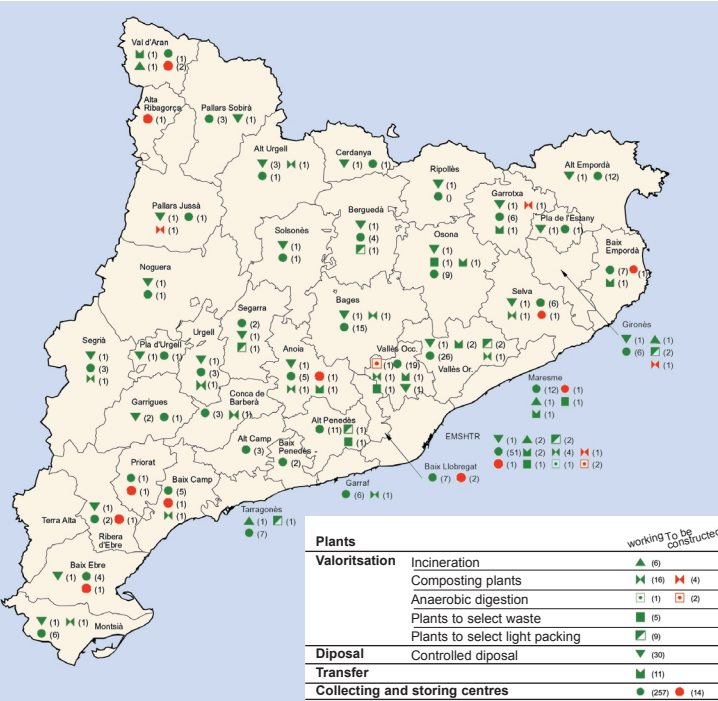 Val d'Aran
(1) (1)
(1) (2)
Alta
Ribagorça
(1)
Pallars Sobirà
(3) (1)
Alt Urgell
(3) (1)
(1)
Cerdanya
(1) (1)
Ripollès
(1)
()
Alt Empordà
(1) (12)
Garrotxa
(1) (1)
(6)
(1)
Pla de l'Estany
(1) (1)
Pallars Jussà
(1) (1)
(1)
Berguedà
(1)
(4)
(1)
Solsonès
(1)
(1)
Osona
(1)
(1) (1)
(9)
Baix
Empordà
(7) (1)
(1)
Noguera
(1)
(1)
Bages
(1) (1)
(15)
Selva
(1) (6)
(1) (1)
Segarra
(2)
(1)
(1)
Gironès
(1) (1)
(6) (2)
(1)
Segrià
(1)
(3)
(1)
Pla d'Urgell
(1) (1)
Urgell
(1)
(3)
(1)
Anoia
(1)
(5) (1)
(1) (1)
Vallès Occ.
(1) (19)
(1) (1)
(1) (1)
(1) (2) (2)
(26) (1)
Vallès Or.
Maresme
(12) (1)
(1) (1)
(1)
Garrigues
(2) (1)
Conca de
Barberà
(3) (1)
Alt Penedès
(11) (1)
(1)
Alt Camp
(3)
Baix
Penedès
(2)
EMSHTR
(1) (2) (2)
(51) (2) (4) (1)
(1) (1) (1) (2)
Baix Llobregat
(7) (2)
Garraf
(6) (1)
Priorat
(1)
(1)
Baix Camp
(5)
(1)
(1)
Tarragonès
(1) (1)
(7)
Terra Alta
(1)
(2) (1)
Ribera
d'Ebre
Baix Ebre
(1) (4)
(1)
(1) (1)
(6)
Montsià
Plants working To be constructed
Valoritsation Incineration (6)
Composting plants (16) (4)
Anaerobic digestion (1) (2)
Plants to select waste (5)
Plants to select light packing (9)
Diposal Controlled diposal (30)
Transfer (11)
Collecting and storing centres (257) (14)